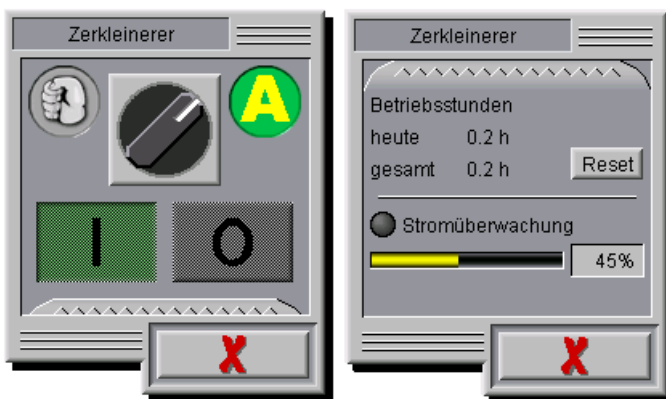 Zerkleinerer
A
I
O
Zerkleinerer
Betriebsstunden
heute 0.2 h
gesamt 0.2 h
Reset
Stromüberwachung
45%